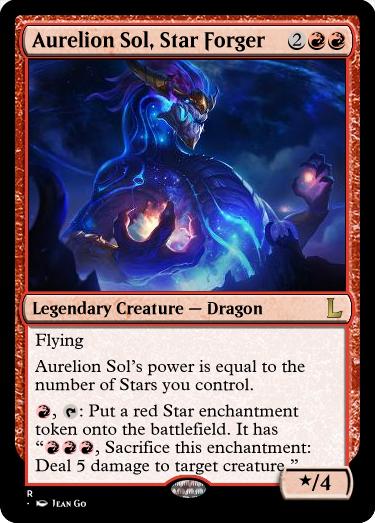 Aurelion Sol, Star Forger 2
Legendary Creature — Dragon L
Flying
Aurelion Sol's power is equal to the
number of Stars you control.
, : Put a red Star enchantment
token onto the battlefield. It has
“, Sacrifice this enchantment:
Deal 5 damage to target creature.”
★/4
R
· Jean Go